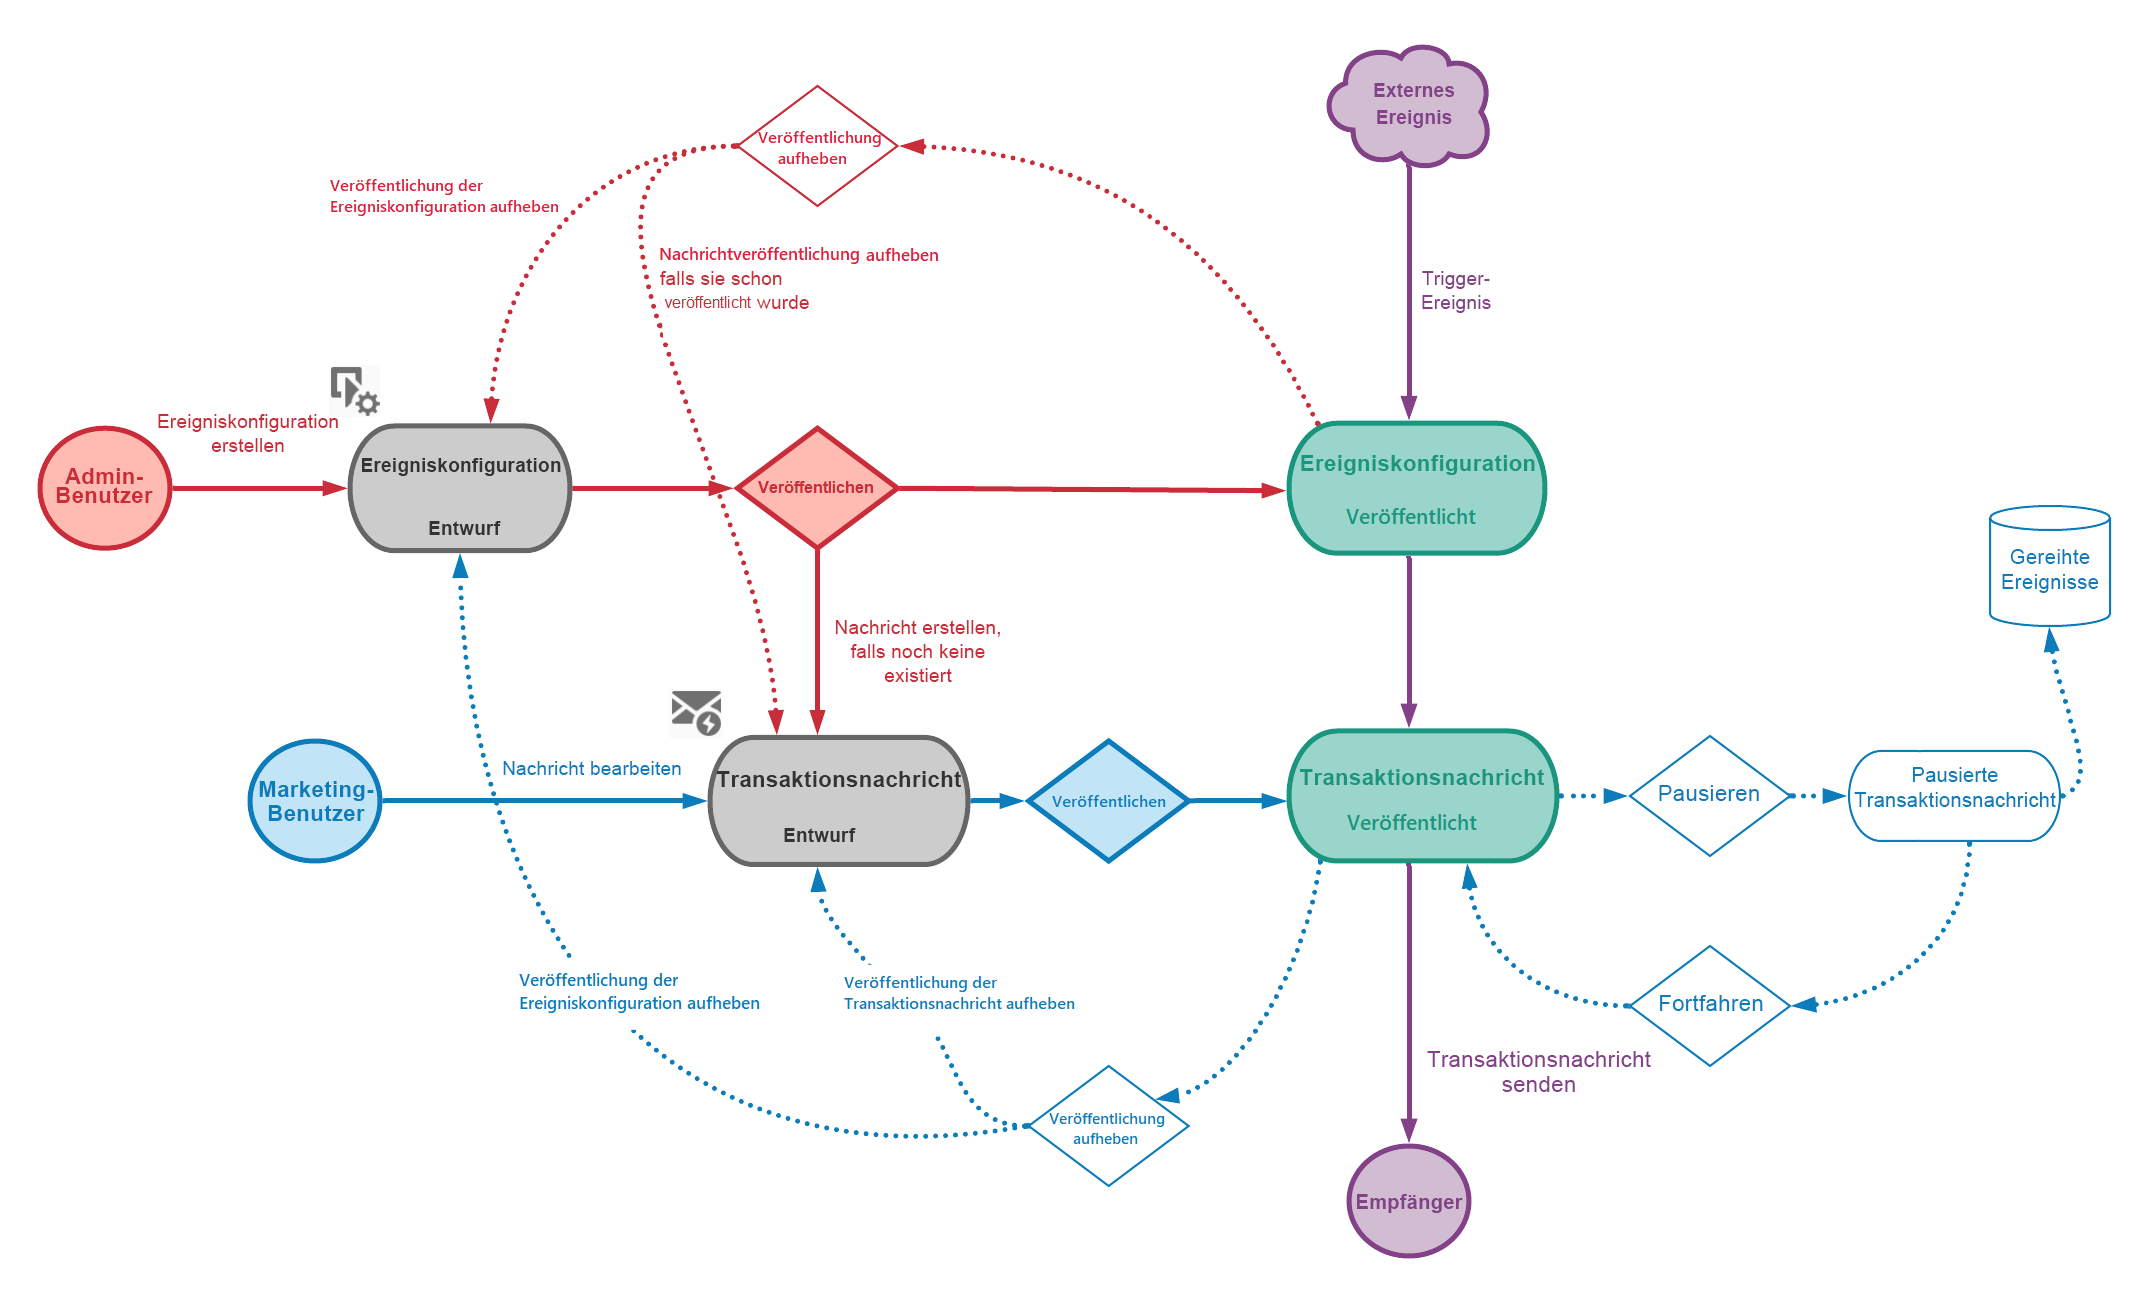 Externes
Ereignis
Veröffentlichung
aufheben
Veröffentlichung der
Ereigniskonfiguration aufheben
Nachrichtveröffentlichung aufheben
falls sie schon
veröffentlicht wurde
Trigger-
Ereignis
Ereigniskonfiguration
erstellen
Admin-
Benutzer
Ereigniskonfiguration
Entwurf
Veröffentlichen
Ereigniskonfiguration
Veröffentlicht
Gereihte
Ereignisse
Nachricht erstellen,
falls noch keine
existiert
Marketing-
Benutzer
Nachricht bearbeiten
Transaktionsnachricht
Entwurf
Veröffentlichen
Transaktionsnachricht
Veröffentlicht
Pausieren
Pausierte
Transaktionsnachricht
Veröffentlichung der
Ereigniskonfiguration aufheben
Veröffentlichung der
Transaktionsnachricht aufheben
Fortfahren
Transaktionsnachricht
senden
Veröffentlichung
aufheben
Empfänger